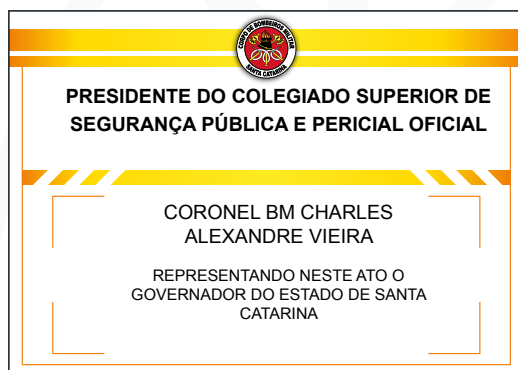 CORPO DE BOMBEIROS MILITAR
SANTA CATARINA
PRESIDENTE DO COLEGIADO SUPERIOR DE
SEGURANÇA PÚBLICA E PERICIAL OFICIAL
CORONEL BM CHARLES
ALEXANDRE VIEIRA
REPRESENTANDO NESTE ATO O
GOVERNADOR DO ESTADO DE SANTA
CATARINA